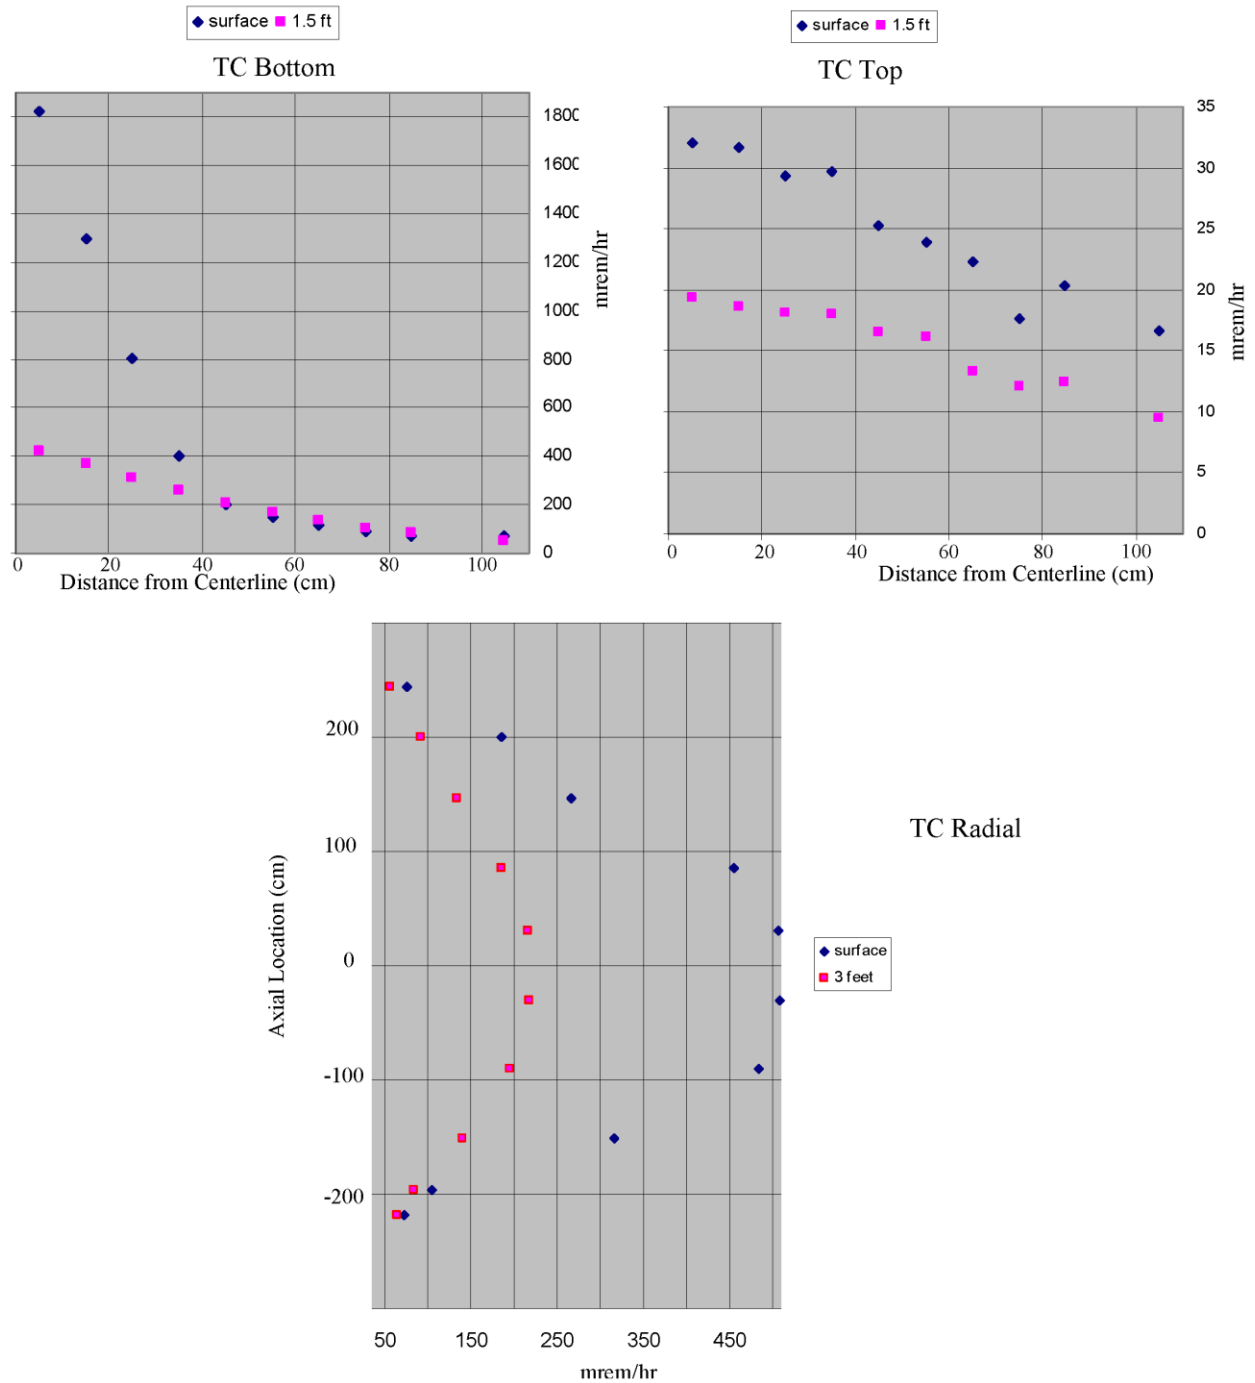 surface 1.5 ft
TC Bottom
1800
1600
1400
1200
1000
800
600
400
200
0
mrem/hr
0 20 40 60 80 100
Distance from Centerline (cm)
surface 1.5 ft
TC Top
35
30
25
20
15
10
5
0
mrem/hr
0 20 40 60 80 100
Distance from Centerline (cm)
200
100
0
-100
-200
Axial Location (cm)
50 150 250 350 450
mrem/hr
TC Radial
surface
3 feet